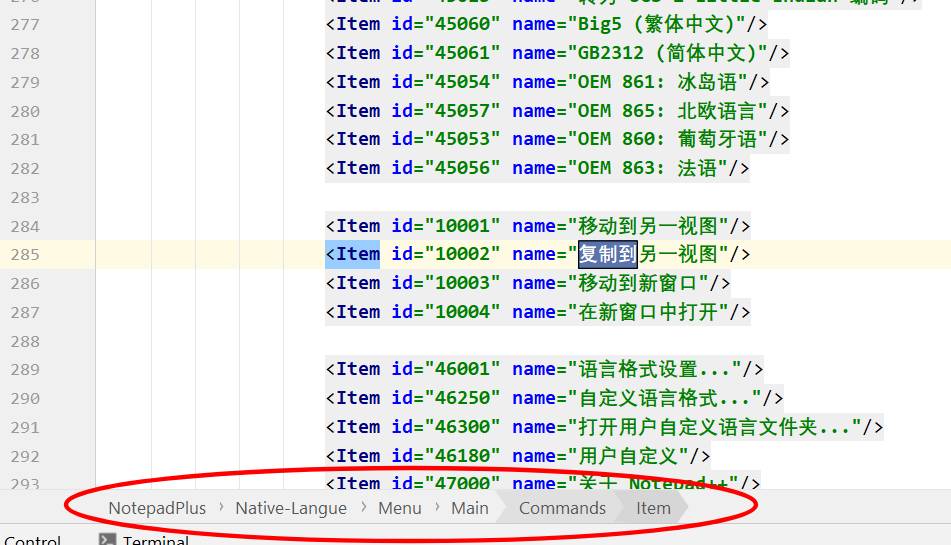 277 <Item id="45060" name="Big5 (繁体中文)"/>
278 <Item id="45061" name="GB2312 (简体中文)"/>
279 <Item id="45054" name="OEM 861: 冰岛语"/>
280 <Item id="45057" name="OEM 865: 北欧语言"/>
281 <Item id="45053" name="OEM 860: 葡萄牙语"/>
282 <Item id="45056" name="OEM 863: 法语"/>
283
284 <Item id="10001" name="移动到另一视图"/>
285 <Item id="10002" name="复制到另一视图"/>
286 <Item id="10003" name="移动到新窗口"/>
287 <Item id="10004" name="在新窗口中打开"/>
288
289 <Item id="46001" name="语言格式设置..."/>
290 <Item id="46250" name="自定义语言格式..."/>
291 <Item id="46300" name="打开用户自定义语言文件夹..."/>
292 <Item id="46180" name="用户自定义"/>
293 <Item id="47000" name="关于 Notepad++"/>
NotepadPlus › Native-Langue › Menu › Main Commands Item
Control Terminal